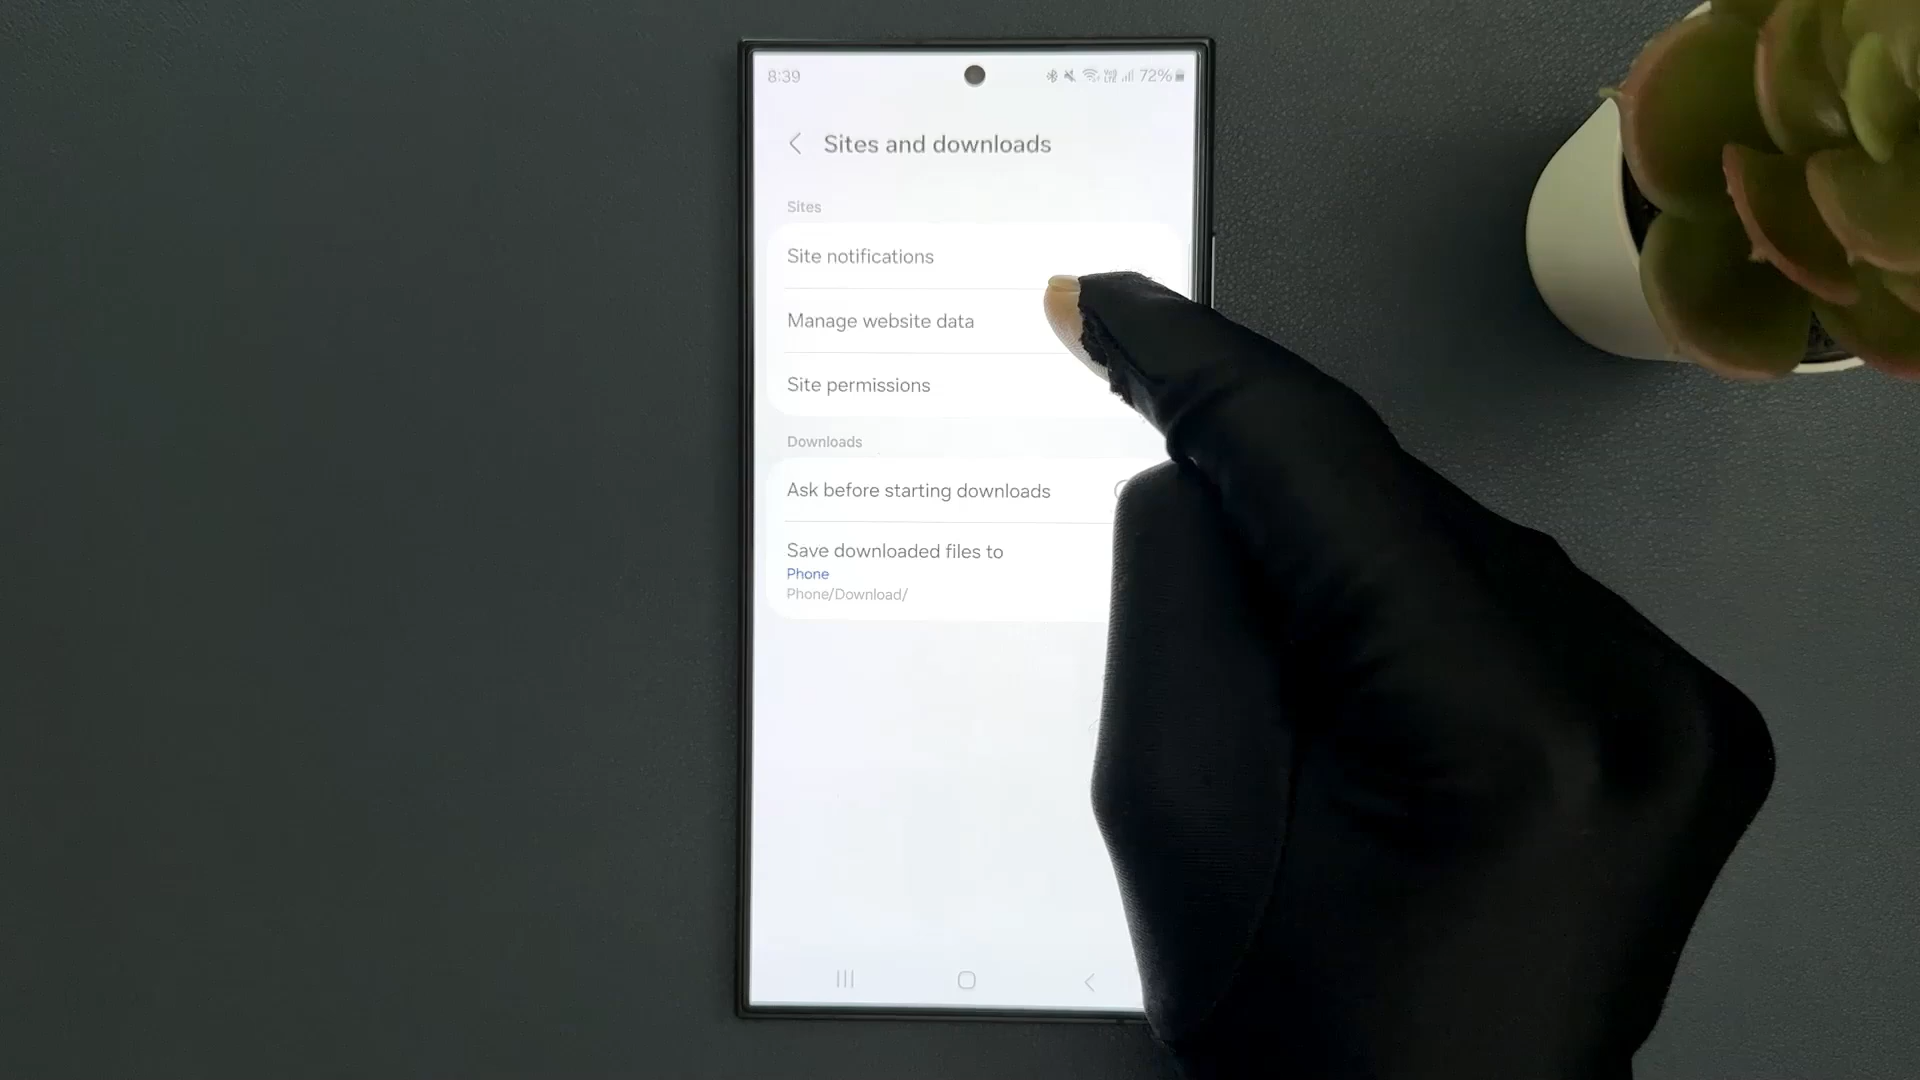 8:39
72%
Sites and downloads
Sites
Site notifications
Manage website data
Site permissions
Downloads
Ask before starting downloads
Save downloaded files to
Phone
Phone/Download/